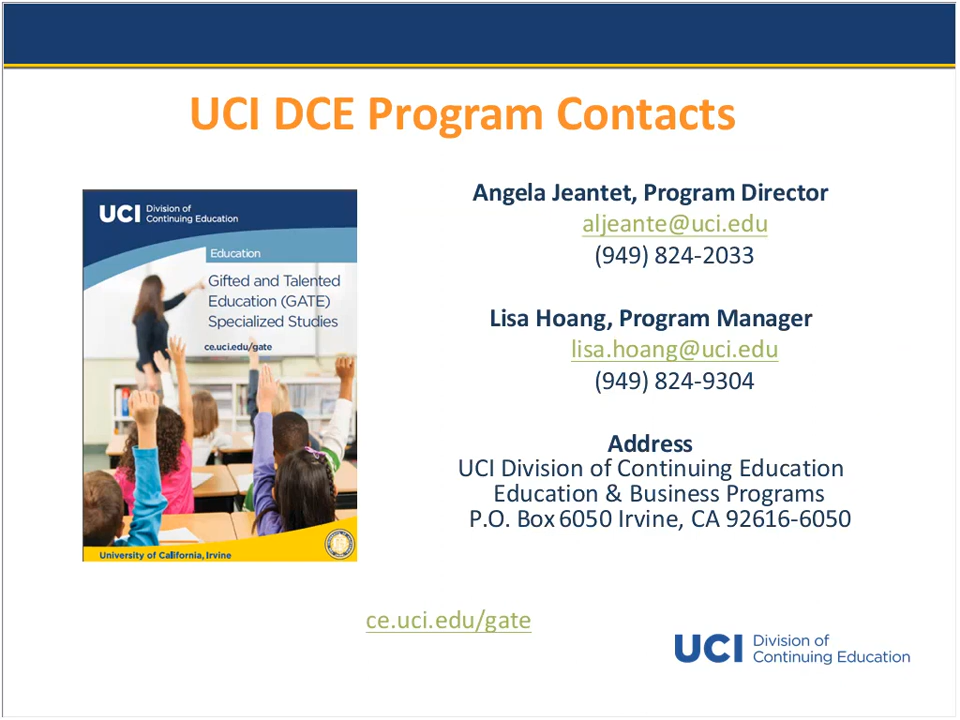 UCI DCE Program Contacts
UCI Division of
Continuing Education
Education
Gifted and Talented
Education (GATE)
Specialized Studies
ce.uci.edu/gate
University of California, Irvine
Angela Jeantet, Program Director
aljeante@uci.edu
(949) 824-2033
Lisa Hoang, Program Manager
lisa.hoang@uci.edu
(949) 824-9304
Address
UCI Division of Continuing Education
Education & Business Programs
P.O. Box 6050 Irvine, CA 92616-6050
ce.uci.edu/gate
UCI Division of
Continuing Education